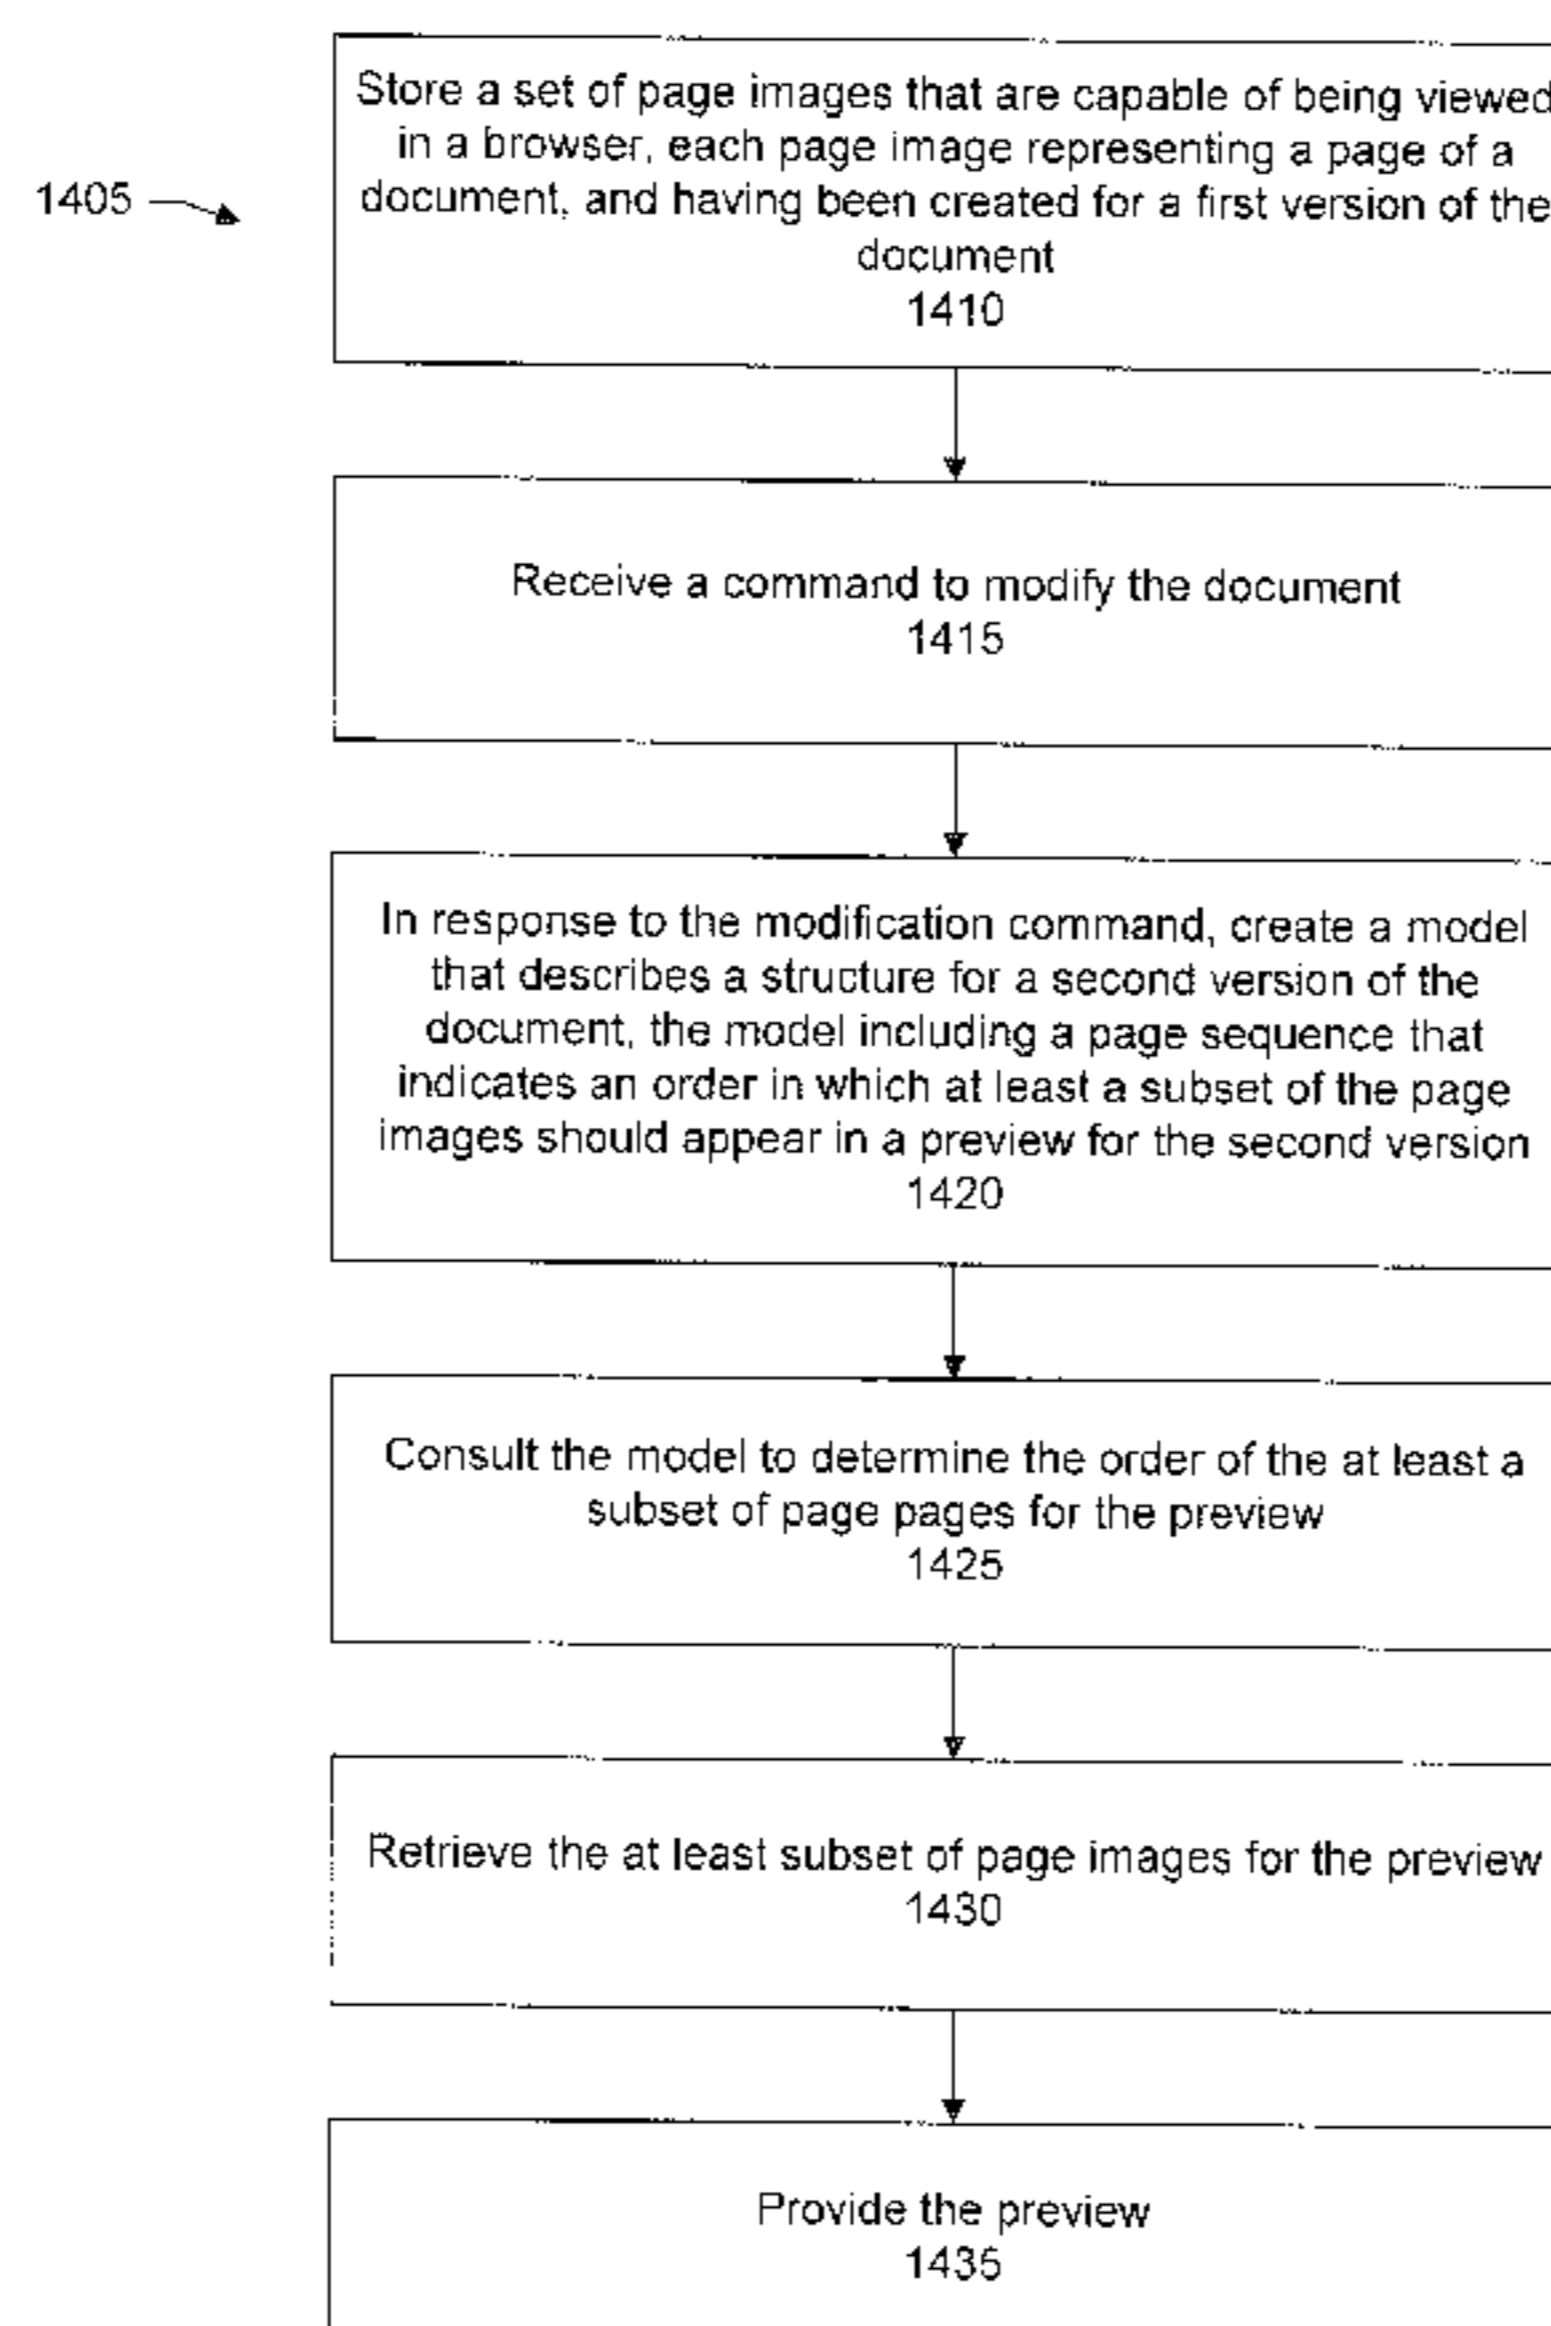 Store a set of page images that are capable of being viewed
in a browser, each page image representing a page of a
1405
document, and having been created for a first version of the
document
1410
Receive a command to modify the document
1415
In response to the modification command, create a model
that describes a structure for a second version of the
document, the model including a page sequence that
indicates an order in which at least a subset of the page
images should appear in a preview for the second version
1420
Consult the model to determine the order of the at least a
subset of page pages for the preview
1425
Retrieve the at least subset of page images for the preview
1430
Provide the preview
1435